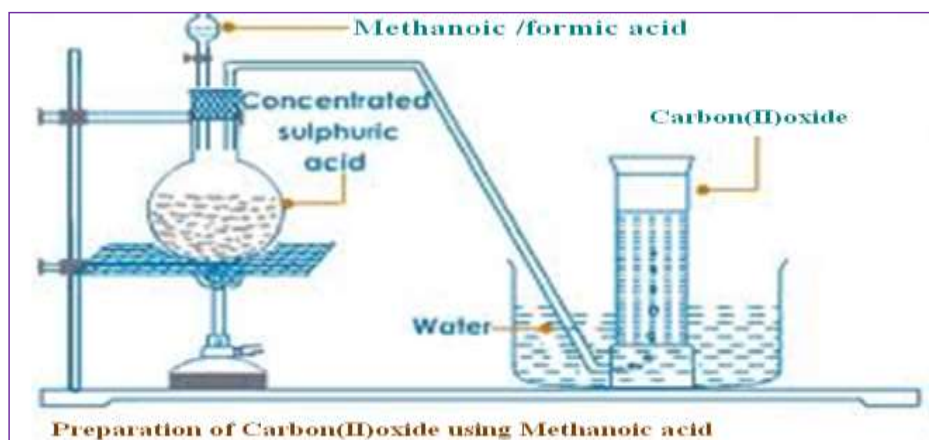 Methanoic /formic acid
Concentrated
sulphuric
acid
Carbon(II)oxide
Water
Preparation of Carbon(II)oxide using Methanoic acid